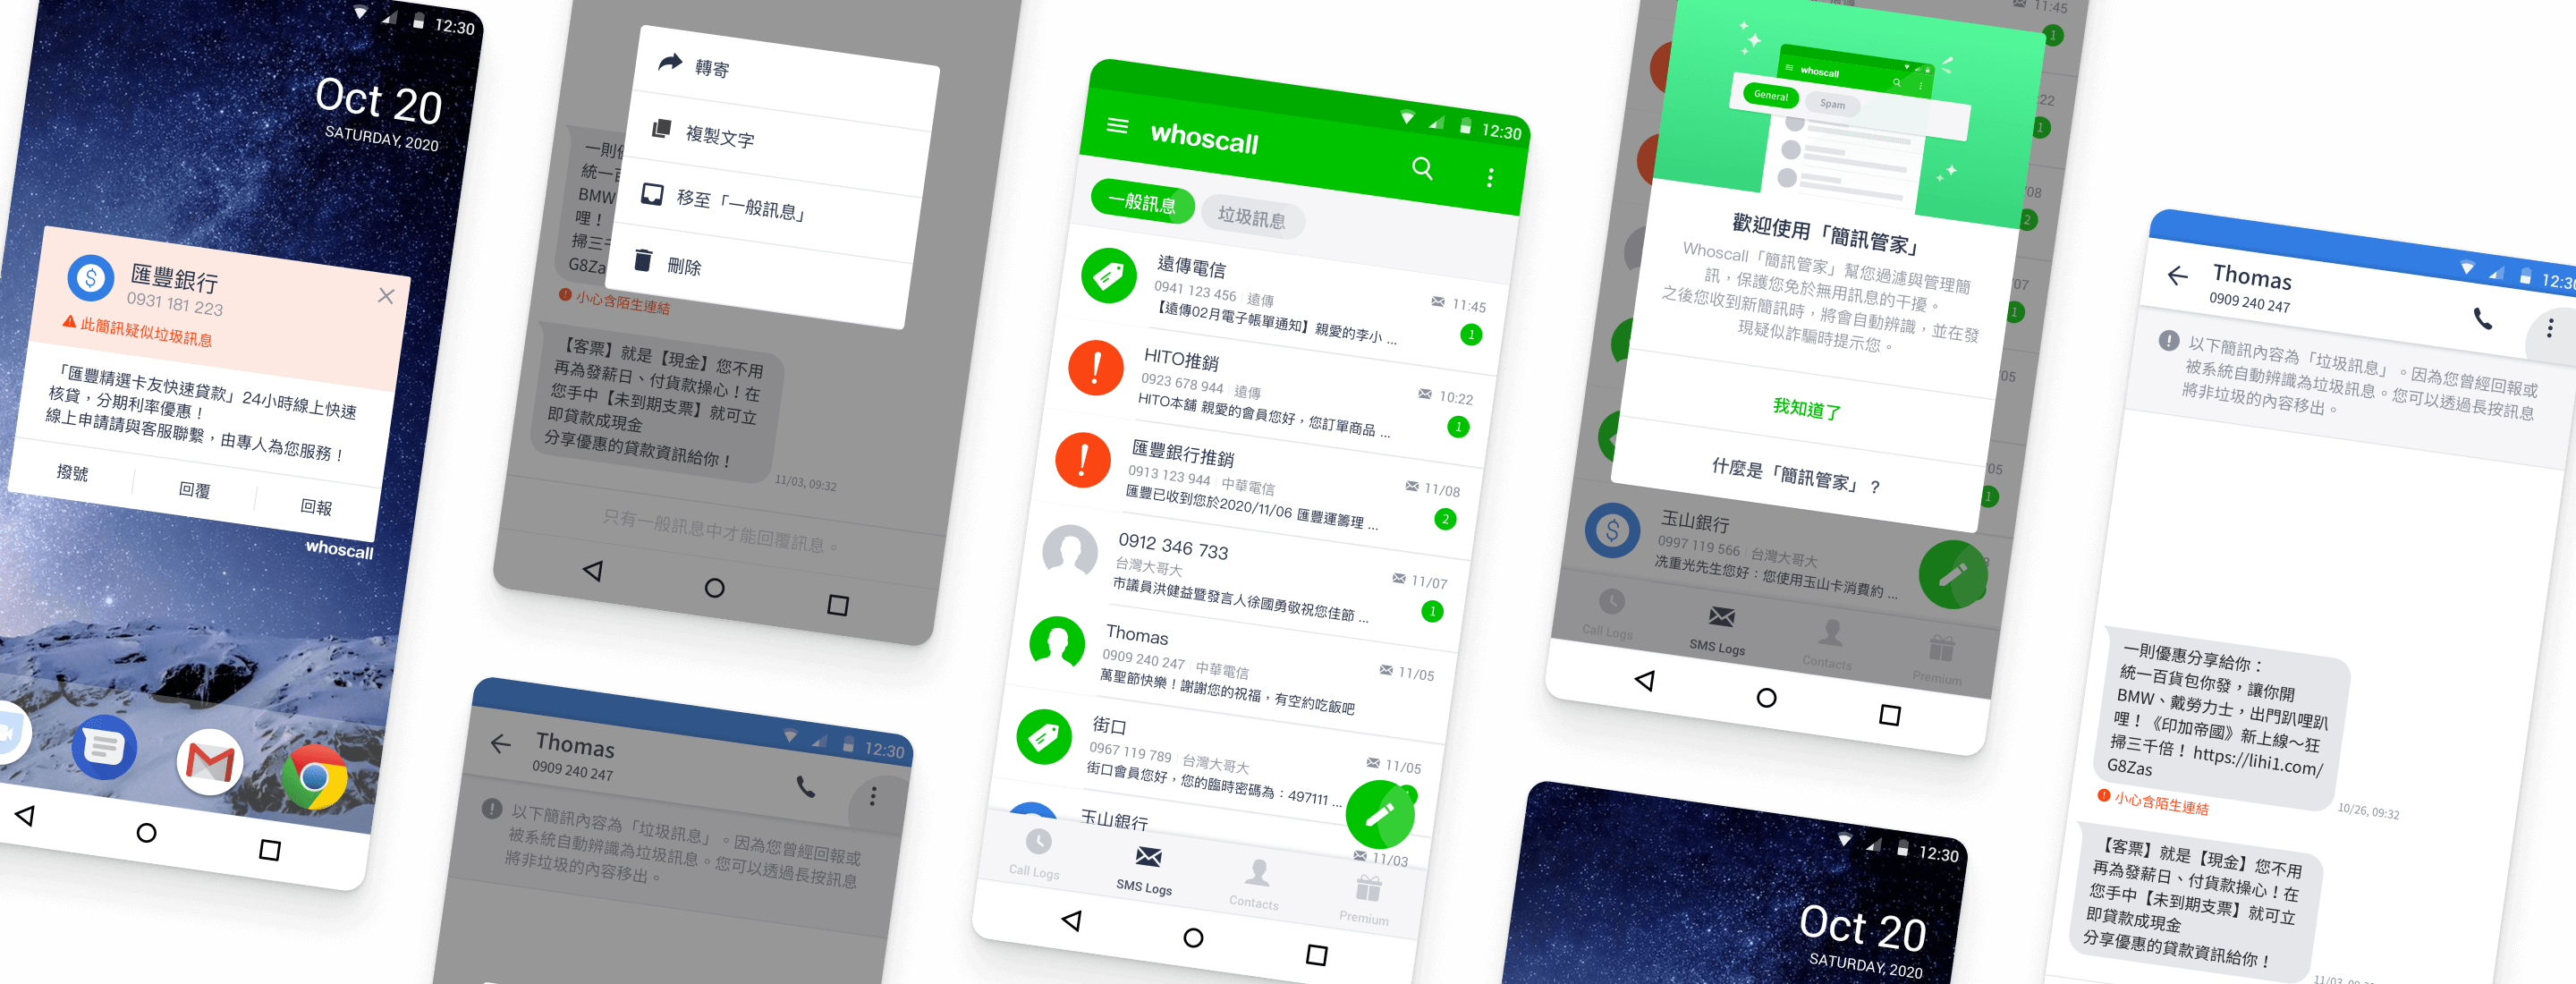 12:30
Oct 20
SATURDAY, 2020
匯豐銀行
0931 181 223
此簡訊疑似垃圾訊息
「匯豐精選卡友快速貸款」24小時線上快速
核貸，分期利率優惠！
線上申請請與客服聯繫，由專人為您服務！
撥號
回覆
回報
whoscall
轉寄
複製文字
移至「一般訊息」
刪除
一則
統一
BMW
哩！
掃三千
G8Za
小心含陌生連結
【客票】就是【現金】您不用
再為發薪日、付貨款操心！在
您手中【未到期支票】就可立
即貸款成現金
分享優惠的貸款資訊給你！
11/03, 09:32
只有一般訊息中才能回覆訊息。
12:30
Thomas
0909 240 247
以下簡訊內容為「垃圾訊息」。因為您曾經回報或
被系統自動辨識為垃圾訊息。您可以透過長按訊息
將非垃圾的內容移出。
12:30
whoscall
一般訊息
垃圾訊息
遠傳電信
0941 123 456 遠傳
【遠傳02月電子帳單通知】親愛的李小 ...
11:45
1
HITO推銷
0923 678 944 遠傳
HITO本舖 親愛的會員您好，您訂單商品 ...
10:22
1
匯豐銀行推銷
0913 123 944 中華電信
匯豐已收到您於2020/11/06 匯豐運籌理 ...
11/08
2
0912 346 733
台灣大哥大
市議員洪健益暨發言人徐國勇敬祝您佳節 ...
11/07
1
Thomas
0909 240 247 中華電信
萬聖節快樂！謝謝您的祝福，有空約吃飯吧
11/05
街口
0967 119 789 台灣大哥大
街口會員您好，您的臨時密碼為：497111 ...
11/05
玉山銀行
11/03
Call Logs
SMS Logs
Contacts
Premium
11:45
1
whoscall
General
Spam
22
1
08
2
07
1
05
05
1
歡迎使用「簡訊管家」
Whoscall「簡訊管家」幫您過濾與管理簡
訊，保護您免於無用訊息的干擾。
之後您收到新簡訊時，將會自動辨識，並在發
現疑似詐騙時提示您。
我知道了
什麼是「簡訊管家」？
玉山銀行
0997 119 566 台灣大哥大
冼重光先生您好：您使用玉山卡消費約 ...
Call Logs
SMS Logs
Contacts
Premium
12:30
Oct 20
SATURDAY, 2020
12:30
Thomas
0909 240 247
以下簡訊內容為「垃圾訊息」。因為您曾經回報或
被系統自動辨識為垃圾訊息。您可以透過長按訊息
將非垃圾的內容移出。
一則優惠分享給你：
統一百貨包你發，讓你開
BMW、戴勞力士，出門趴哩趴
哩！《印加帝國》新上線～狂
掃三千倍！ https://lihi1.com/
G8Zas
10/26, 09:32
小心含陌生連結
【客票】就是【現金】您不用
再為發薪日、付貨款操心！在
您手中【未到期支票】就可立
即貸款成現金
分享優惠的貸款資訊給你！